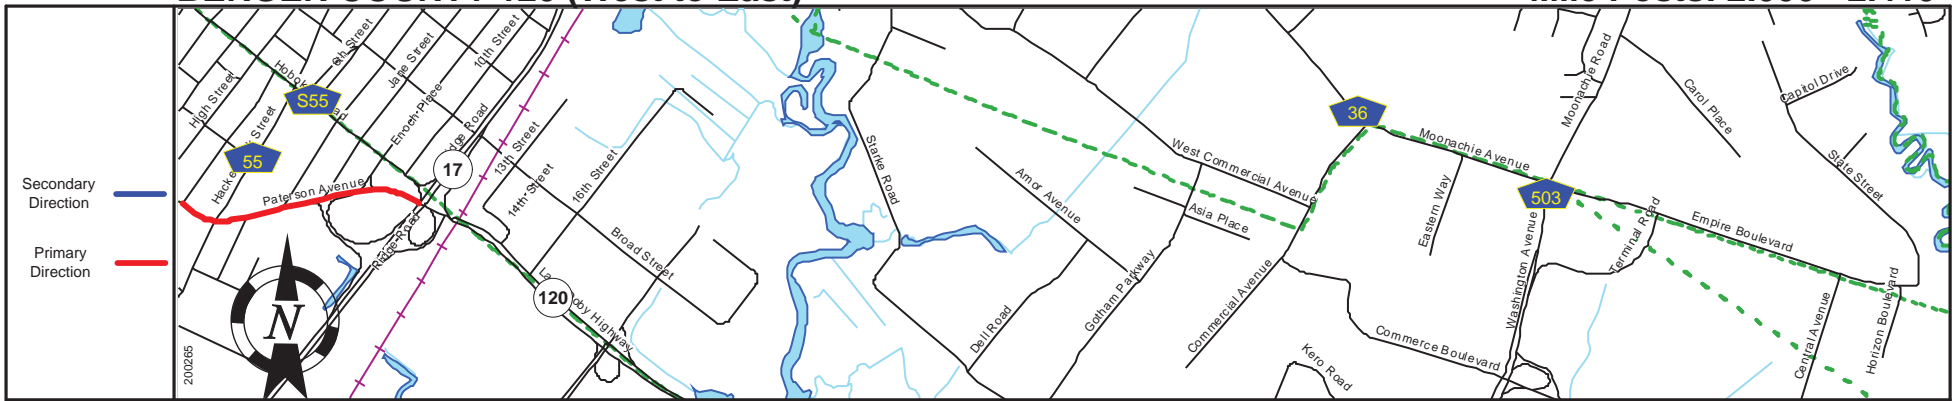 Secondary
Direction
Primary
Direction
High Street
S55
55
6th Street
Jane Street
10th Street
Enoch Place
Paterson Avenue
17
Ridge Road
13th Street
14th Street
16th Street
Broad Street
120
N
200265
Starke Road
Amor Avenue
Dell Road
Gotham Parkway
West Commercial Avenue
Asia Place
Commercial Avenue
36
Moonachie Avenue
Eastern Way
503
Moonachie Road
Carol Place
Capitol Drive
State Street
Empire Boulevard
Terminal Road
Washington Avenue
Commerce Boulevard
Kero Road
Central Avenue
Horizon Boulevard